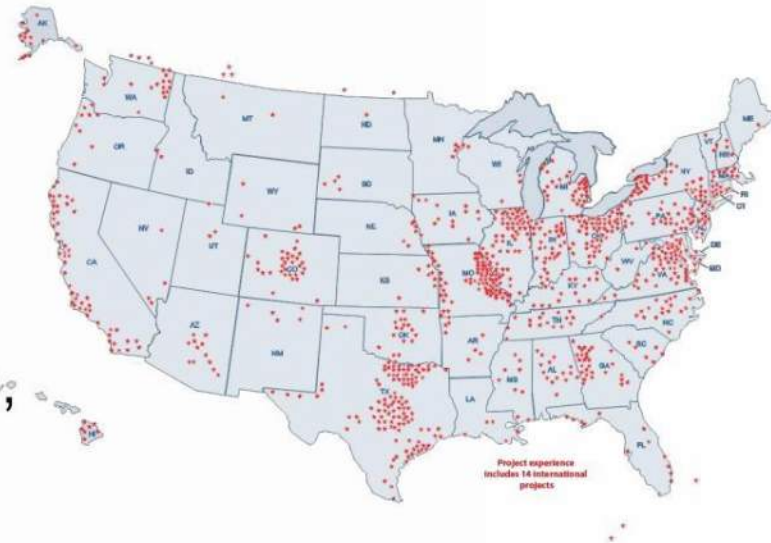 AK
WA
MT
ND
MN
WI
MI
ME
VT
NH
NY
MA
RI
CT
OR
ID
WY
SD
IA
PA
NV
UT
CO
NE
IL
IN
OH
WV
DE
MD
VA
CA
KS
MO
KY
AZ
NM
OK
AR
TN
NC
SC
TX
LA
MS
AL
GA
FL
HI
,
Project experience
includes 14 international
projects